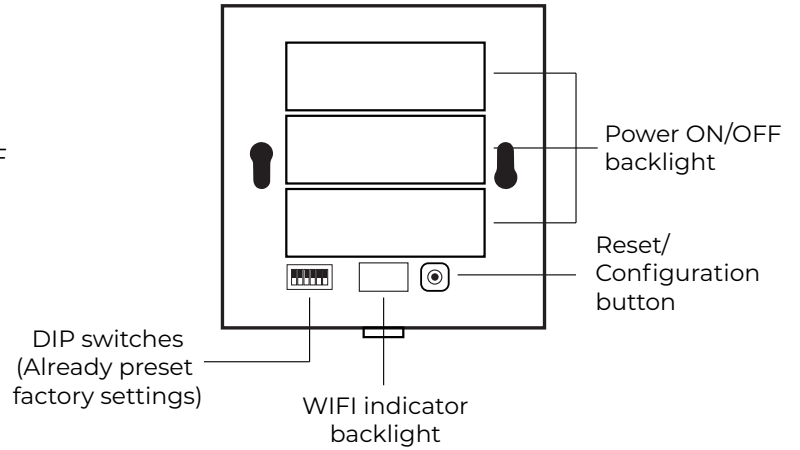 Power ON/OFF
backlight
Reset/
Configuration
button
DIP switches
(Already preset
factory settings)
WIFI indicator
backlight